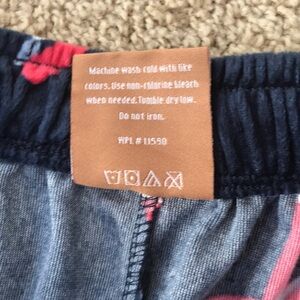 Machine wash cold with like
colors. Use non-chlorine bleach
when needed. Tumble dry low.
Do not iron.
WPL # 11590